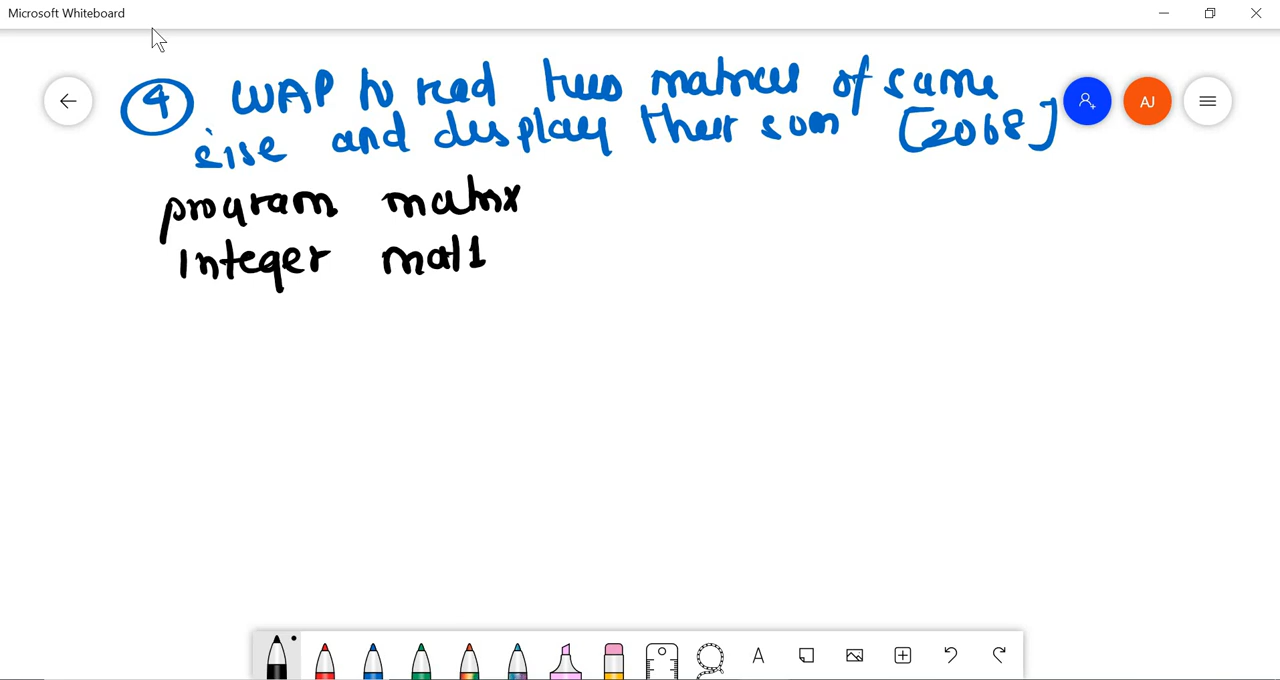 Microsoft Whiteboard
4 WAP to read two matrices of same
size and display their sum [2068]
AJ
program matrix
Integer mat1
A